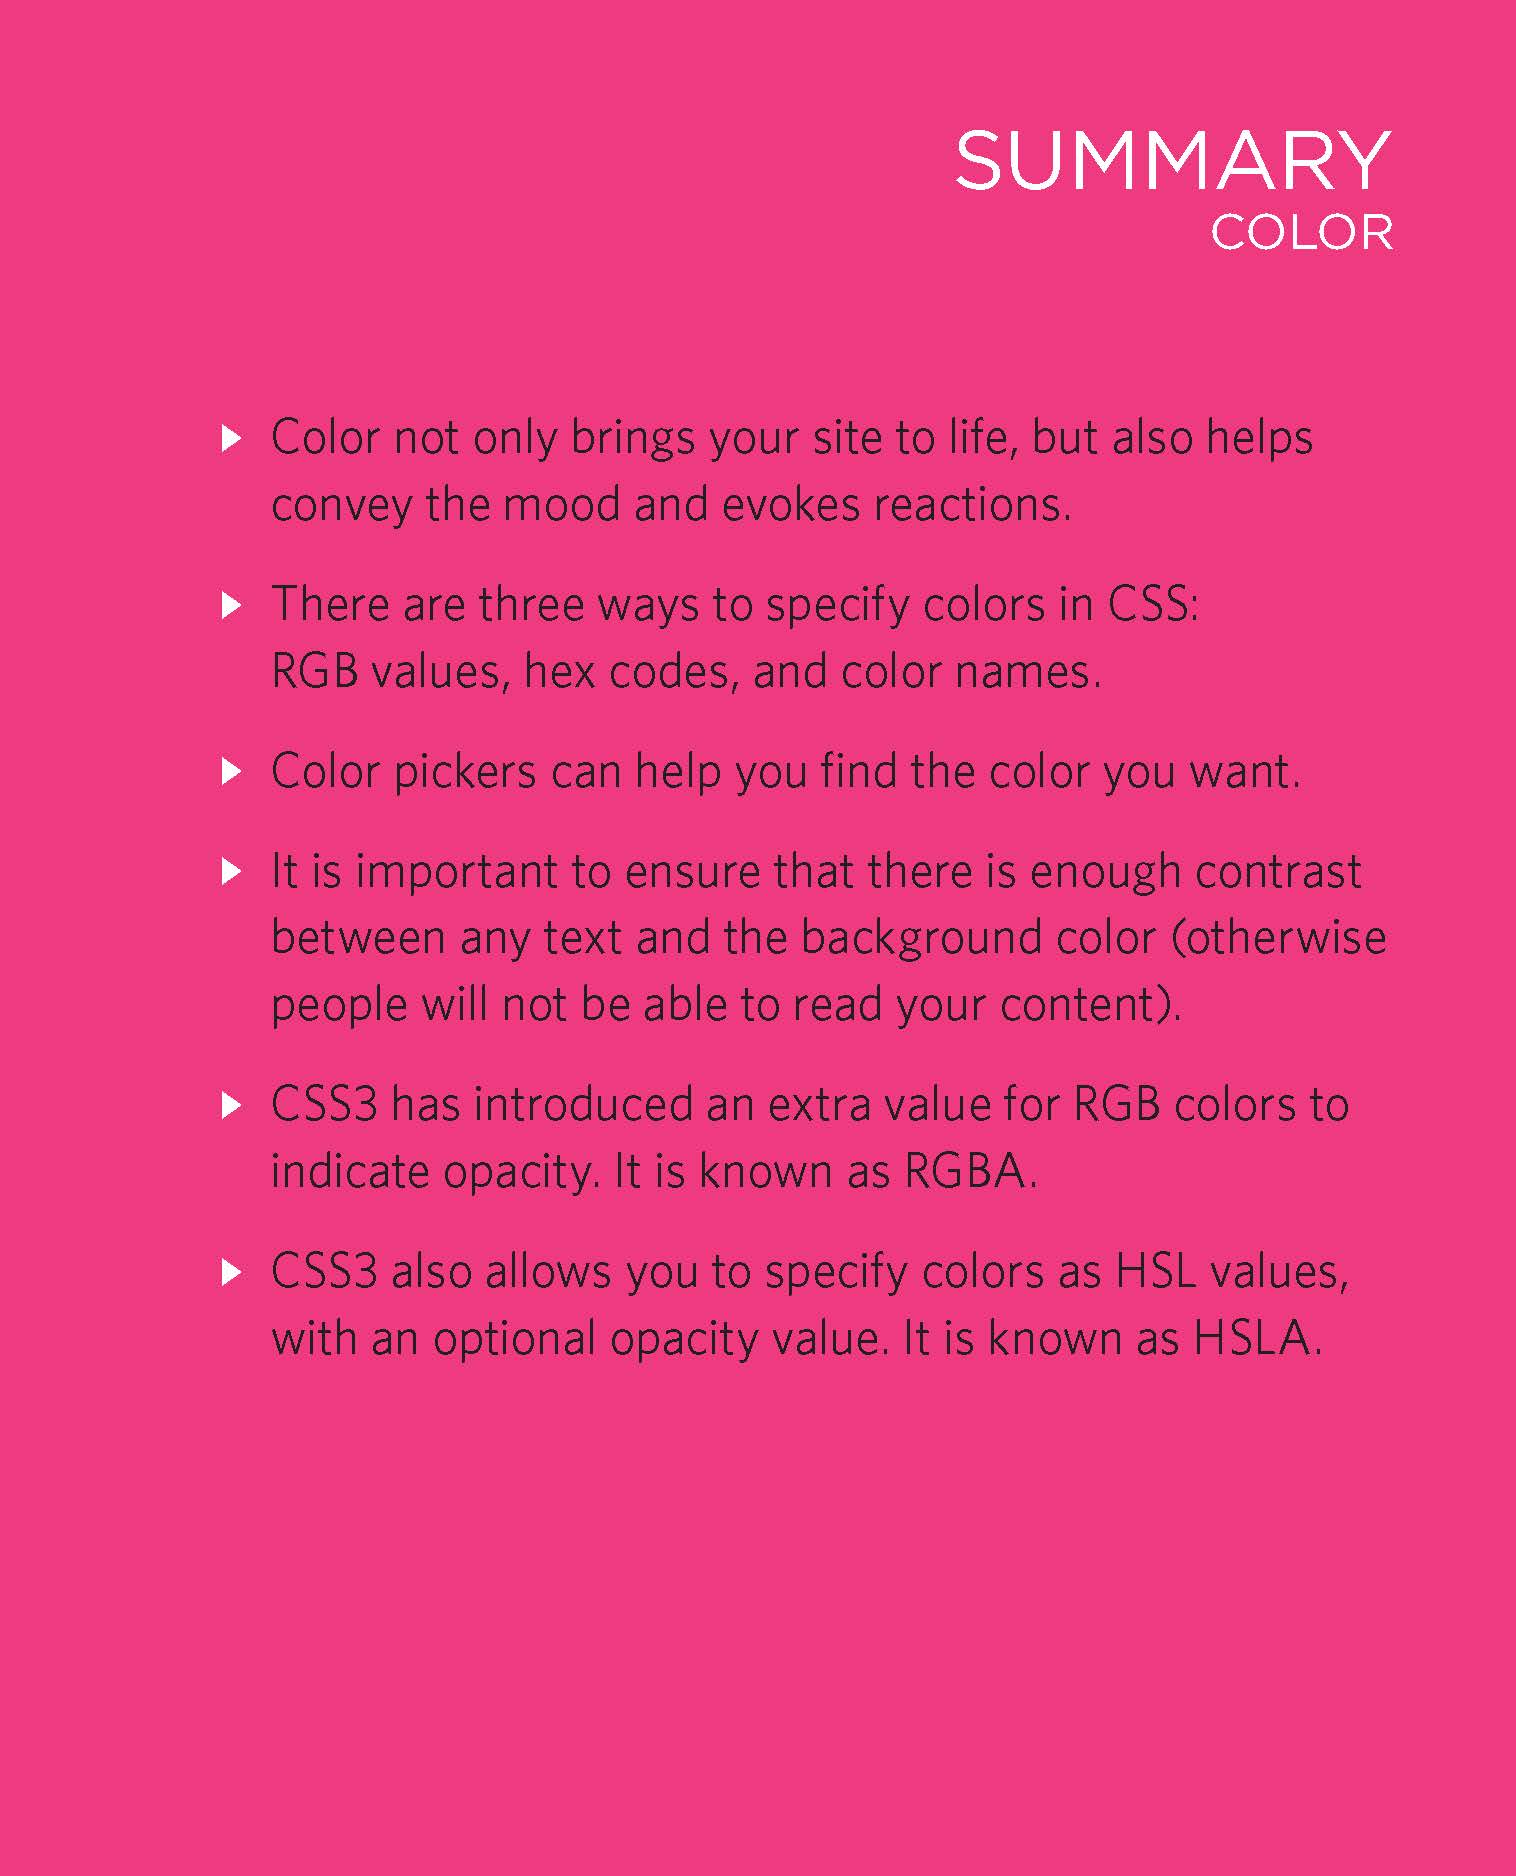 SUMMARY
COLOR
Color not only brings your site to life, but also helps
convey the mood and evokes reactions.
There are three ways to specify colors in CSS:
RGB values, hex codes, and color names.
Color pickers can help you find the color you want.
It is important to ensure that there is enough contrast
between any text and the background color (otherwise
people will not be able to read your content).
CSS3 has introduced an extra value for RGB colors to
indicate opacity. It is known as RGBA.
CSS3 also allows you to specify colors as HSL values,
with an optional opacity value. It is known as HSLA.